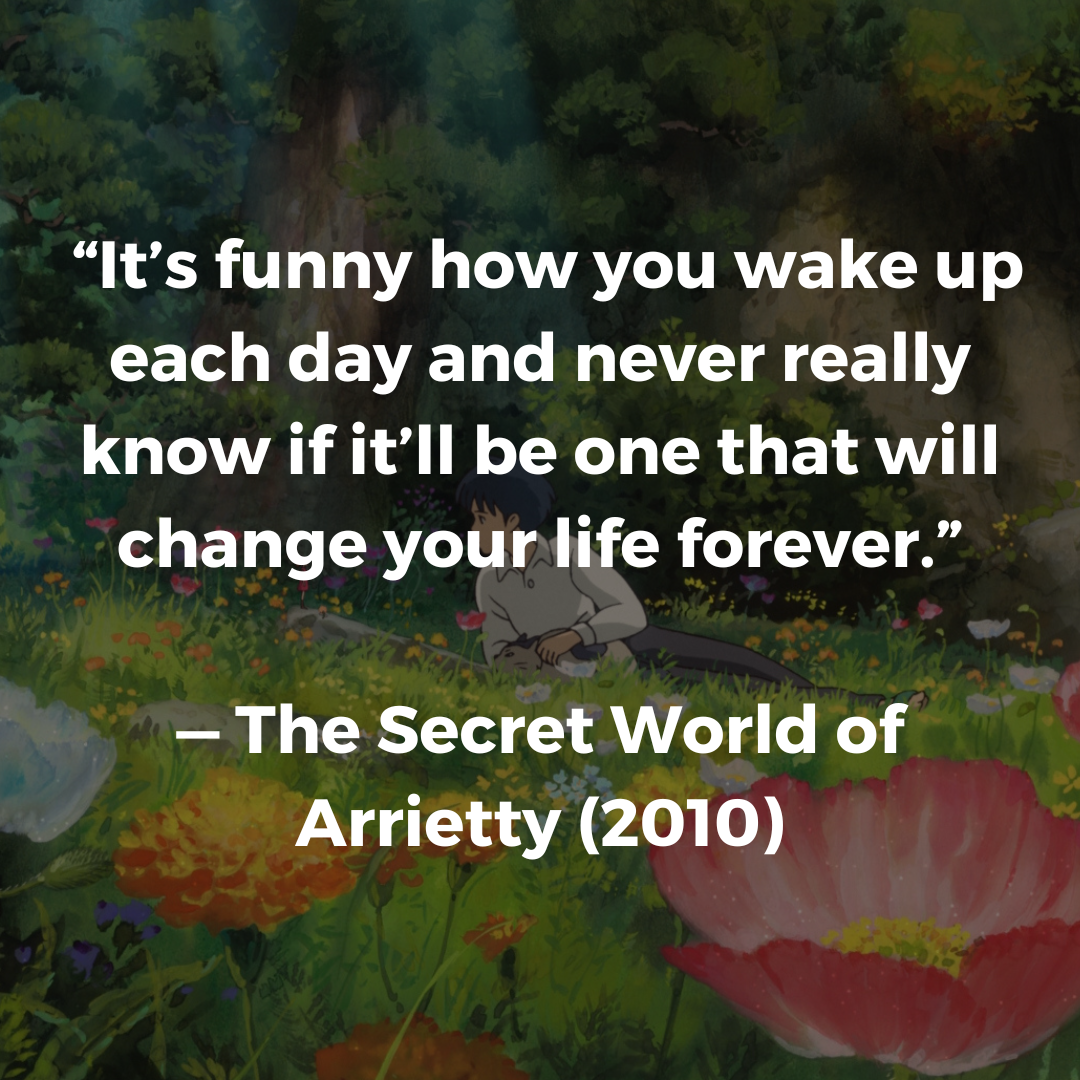 “It’s funny how you wake up
each day and never really
know if it’ll be one that will
change your life forever.”
— The Secret World of
Arrietty (2010)